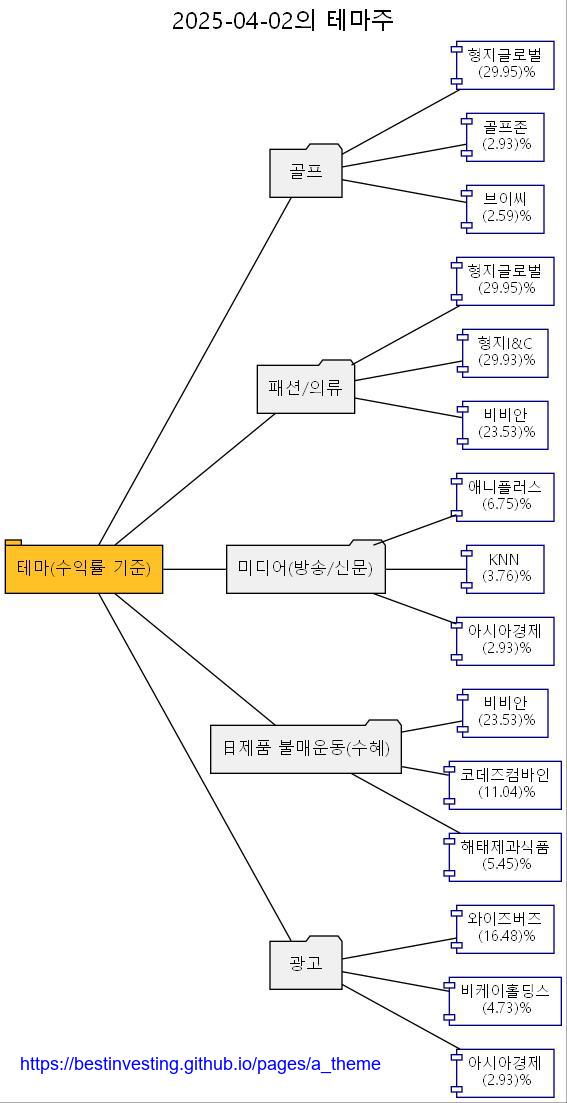 2025-04-02의 테마주
형지글로벌
(29.95)%
골프존
(2.93)%
골프
브이씨
(2.59)%
형지글로벌
(29.95)%
형지I&C
(29.93)%
패션/의류
비비안
(23.53)%
애니플러스
(6.75)%
테마(수익률 기준)
미디어(방송/신문)
KNN
(3.76)%
아시아경제
(2.93)%
비비안
(23.53)%
日제품 불매운동(수혜)
코데즈컴바인
(11.04)%
해태제과식품
(5.45)%
와이즈버즈
(16.48)%
광고
비케이홀딩스
(4.73)%
아시아경제
(2.93)%
https://bestinvesting.github.io/pages/a_theme